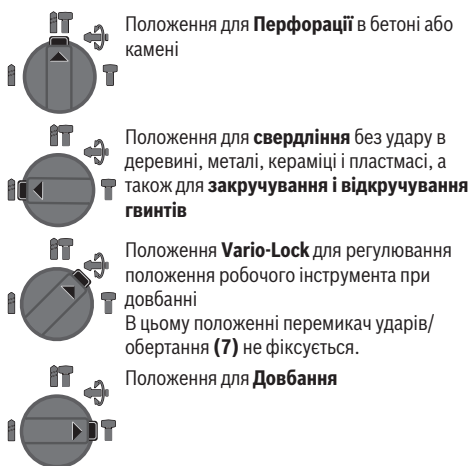 Положення для Перфорації в бетоні або
камені
Положення для свердління без удару в
деревині, металі, кераміці і пластмасі, а
також для закручування і відкручування
гвинтів
Положення Vario-Lock для регулювання
положення робочого інструмента при
довбанні
В цьому положенні перемикач ударів/
обертання (7) не фіксується.
Положення для Довбання